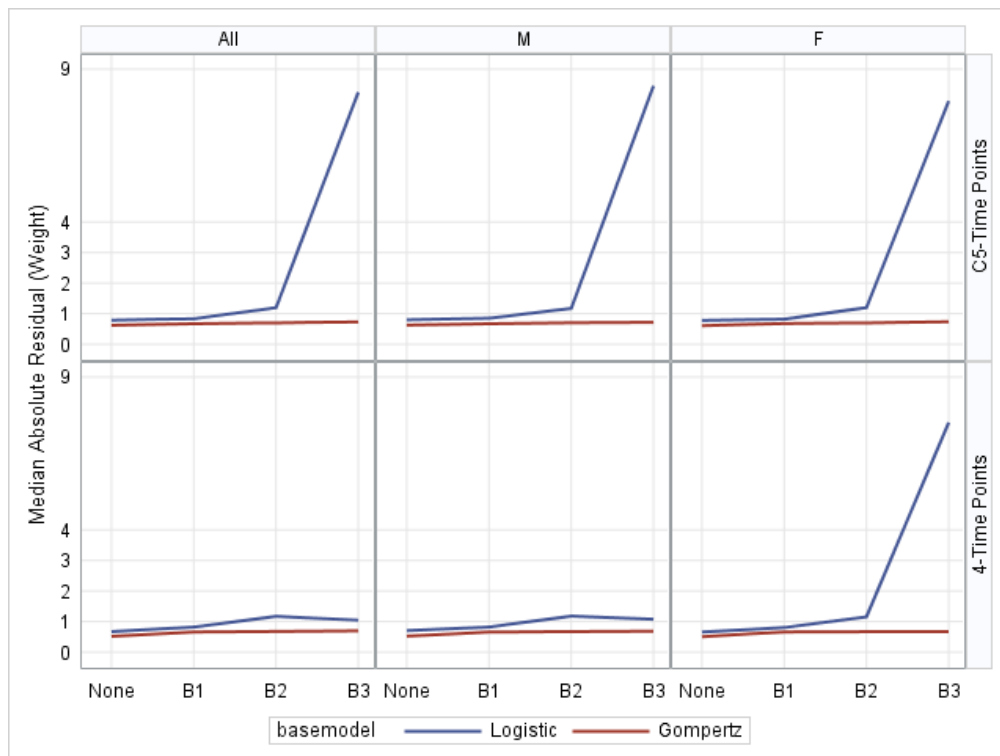 All M F
Median Absolute Residual (Weight)
9
4
3
2
1
0
C5-Time Points
9
4
3
2
1
0
4-Time Points
None B1 B2 B3 None B1 B2 B3 None B1 B2 B3
basemodel Logistic Gompertz